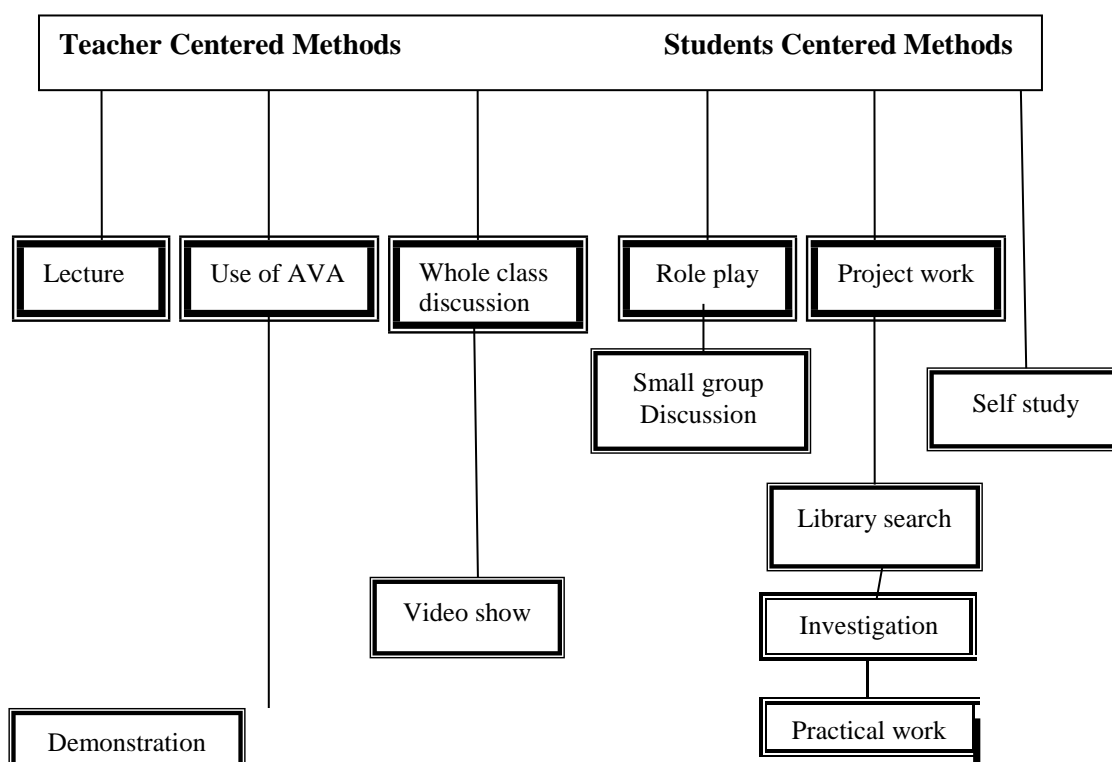 Teacher Centered Methods Students Centered Methods
Lecture
Use of AVA
Whole class
discussion
Role play
Project work
Small group
Discussion
Self study
Library search
Video show
Investigation
Practical work
Demonstration